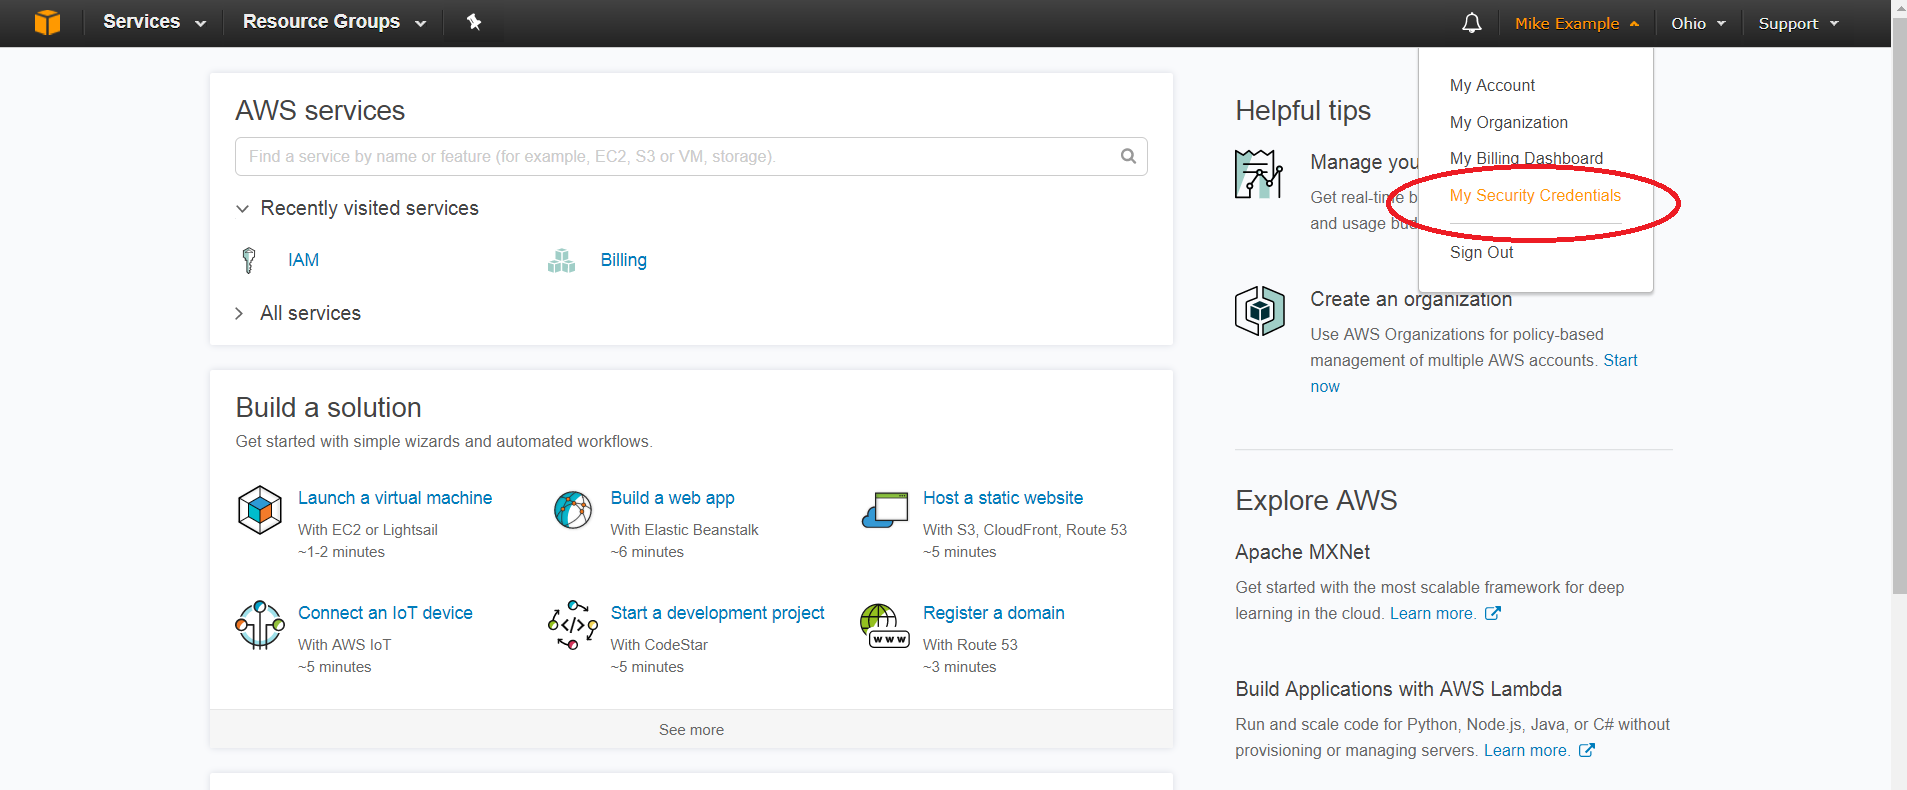 Services
Resource Groups
Mike Example
Ohio
Support
AWS services
Find a service by name or feature (for example, EC2, S3 or VM, storage).
Recently visited services
IAM
Billing
All services
Build a solution
Get started with simple wizards and automated workflows.
Launch a virtual machine
With EC2 or Lightsail
~1-2 minutes
Build a web app
With Elastic Beanstalk
~6 minutes
Host a static website
With S3, CloudFront, Route 53
~5 minutes
Connect an IoT device
With AWS IoT
~5 minutes
Start a development project
With CodeStar
~5 minutes
Register a domain
With Route 53
~3 minutes
WWW
See more
Helpful tips
Manage you
Get real-time b
and usage bud
My Account
My Organization
My Billing Dashboard
My Security Credentials
Sign Out
Create an organization
Use AWS Organizations for policy-based
management of multiple AWS accounts. Start
now
Explore AWS
Apache MXNet
Get started with the most scalable framework for deep
learning in the cloud. Learn more.
Build Applications with AWS Lambda
Run and scale code for Python, Node.js, Java, or C# without
provisioning or managing servers. Learn more.